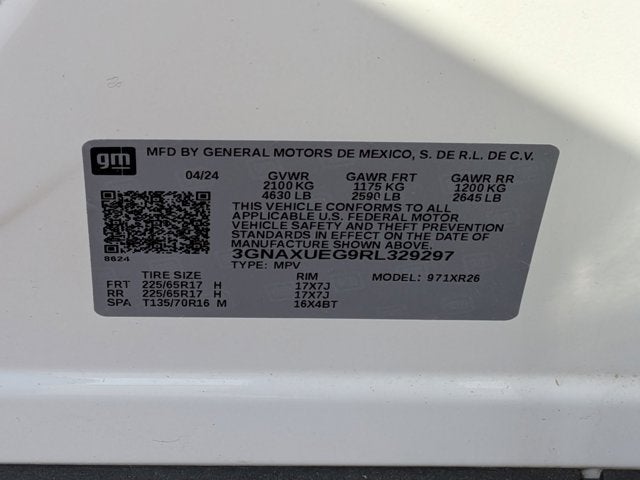 gm
MFD BY GENERAL MOTORS DE MEXICO, S. DE R.L. DE C.V.
04/24 GVWR GAWR FRT GAWR RR
2100 KG 1175 KG 1200 KG
4630 LB 2590 LB 2645 LB
THIS VEHICLE CONFORMS TO ALL
APPLICABLE U.S. FEDERAL MOTOR
VEHICLE SAFETY AND THEFT PREVENTION
STANDARDS IN EFFECT ON THE DATE OF
MANUFACTURE SHOWN ABOVE.
8624 3GNAXUEG9RL329297
TYPE: MPV MODEL: 971XR26
TIRE SIZE RIM
FRT 225/65R17 H 17X7J
RR 225/65R17 H 17X7J
SPA T135/70R16 M 16X4BT